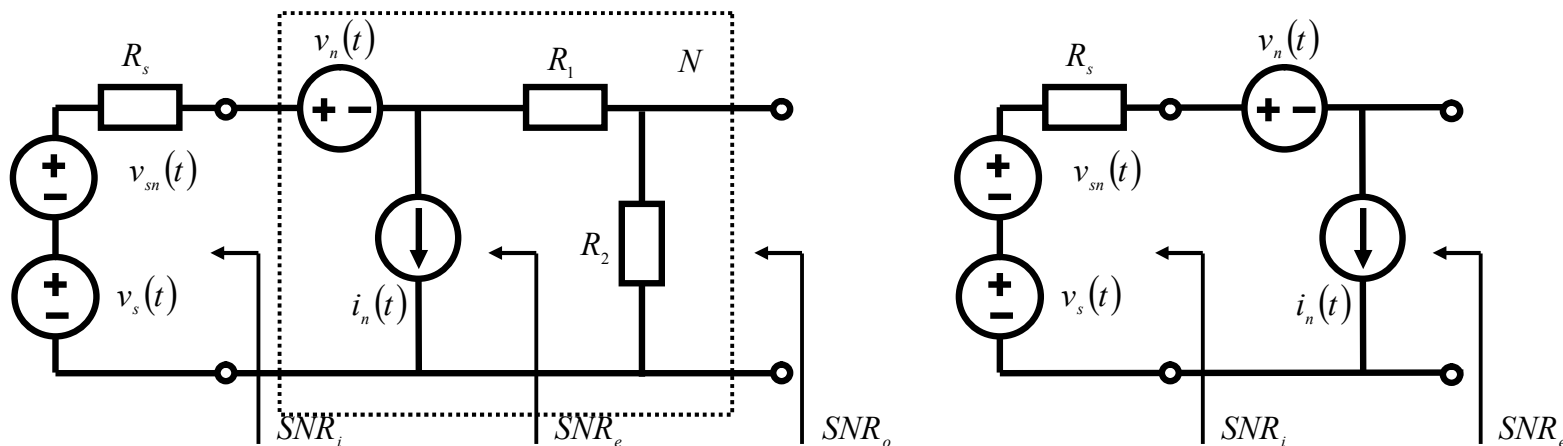 v_n(t)
R_s
R_1
N
v_sn(t)
R_2
v_s(t)
i_n(t)
SNR_i
SNR_e
SNR_o
v_n(t)
R_s
v_sn(t)
v_s(t)
i_n(t)
SNR_i
SNR_e